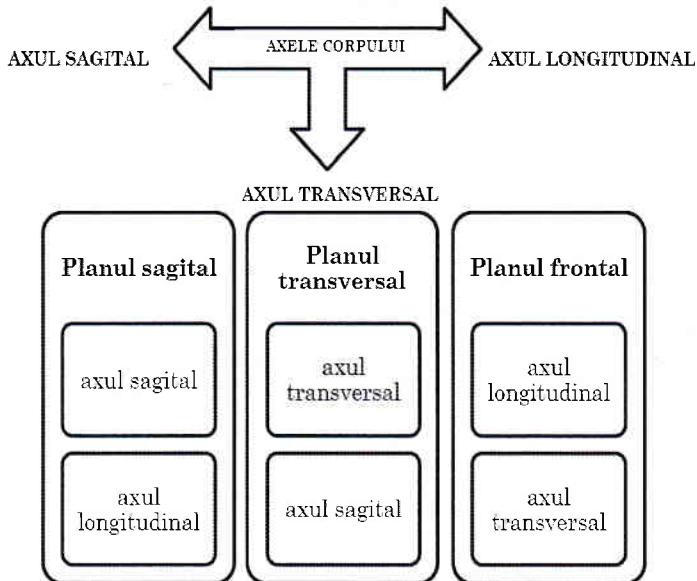 AXELE CORPULUI
AXUL SAGITAL
AXUL LONGITUDINAL
AXUL TRANSVERSAL
Planul sagital
axul sagital
axul
longitudinal
Planul
transversal
axul
transversal
axul sagital
Planul frontal
axul
longitudinal
axul
transversal